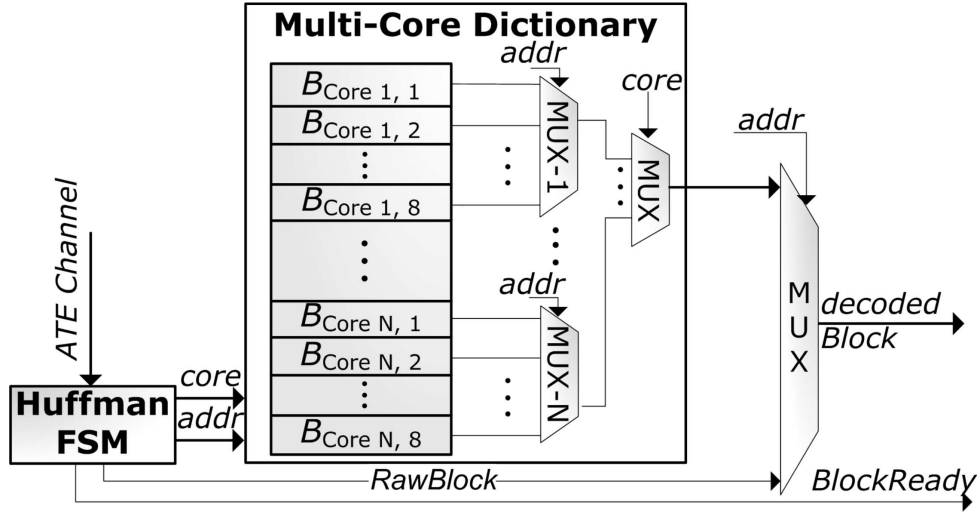 Multi-Core Dictionary
addr
core
B Core 1, 1
B Core 1, 2
B Core 1, 8
MUX-1
MUX
addr
addr
B Core N, 1
B Core N, 2
B Core N, 8
MUX-N
MUX
decoded
Block
ATE Channel
Huffman
FSM
core
addr
RawBlock
BlockReady